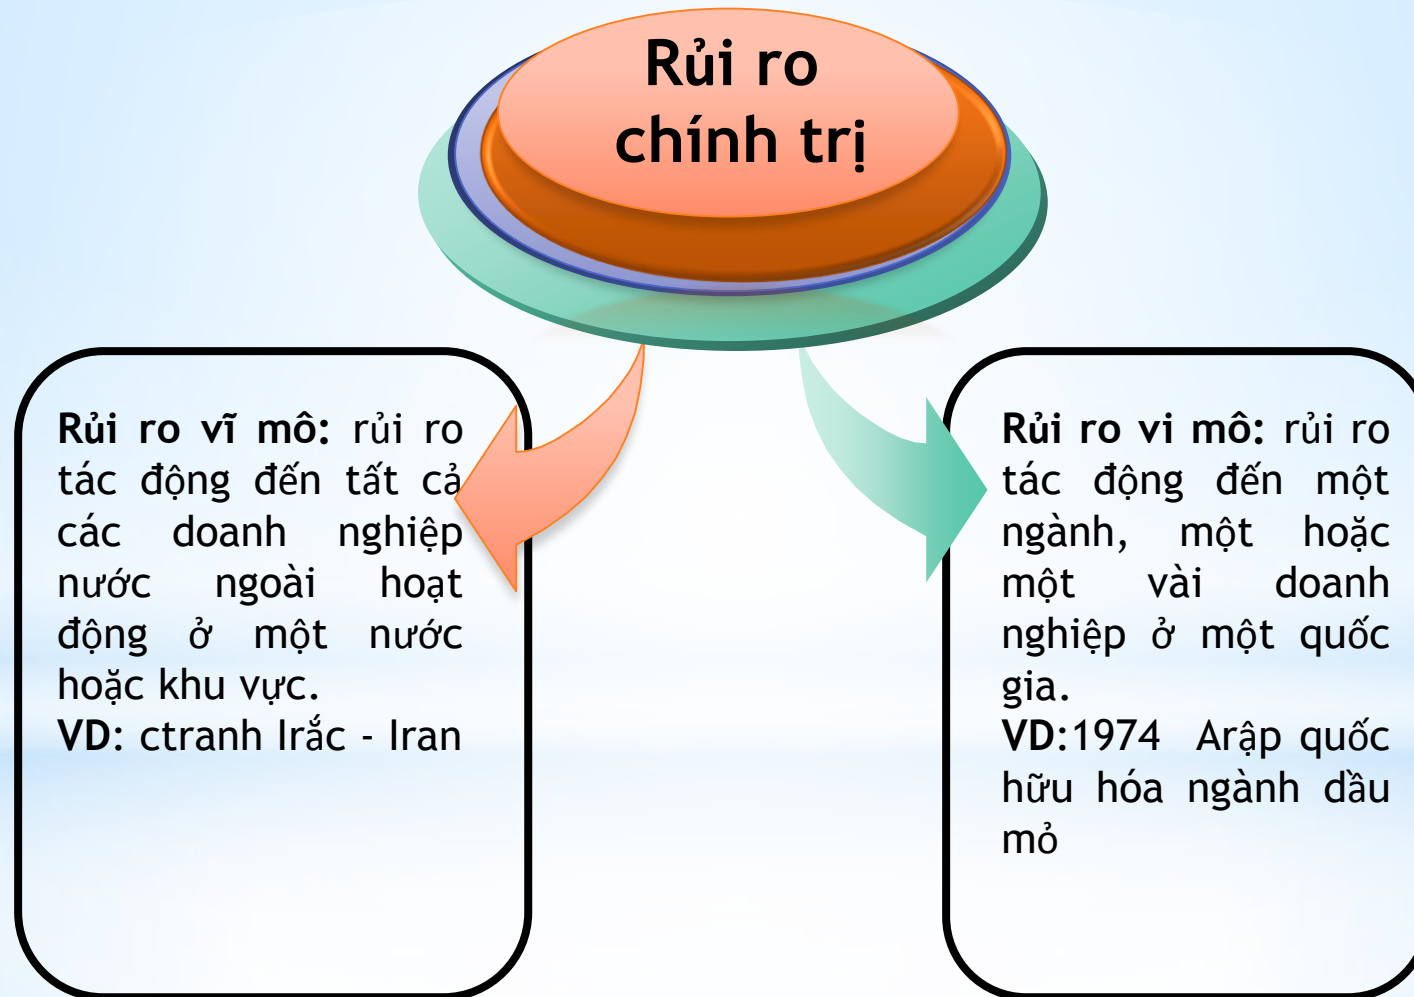 Rủi ro
chính trị
Rủi ro vĩ mô: rủi ro
tác động đến tất cả
các doanh nghiệp
nước ngoài hoạt
động ở một nước
hoặc khu vực.
VD: ctranh Irắc - Iran
Rủi ro vi mô: rủi ro
tác động đến một
ngành, một hoặc
một vài doanh
nghiệp ở một quốc
gia.
VD:1974 Arập quốc
hữu hóa ngành dầu
mỏ